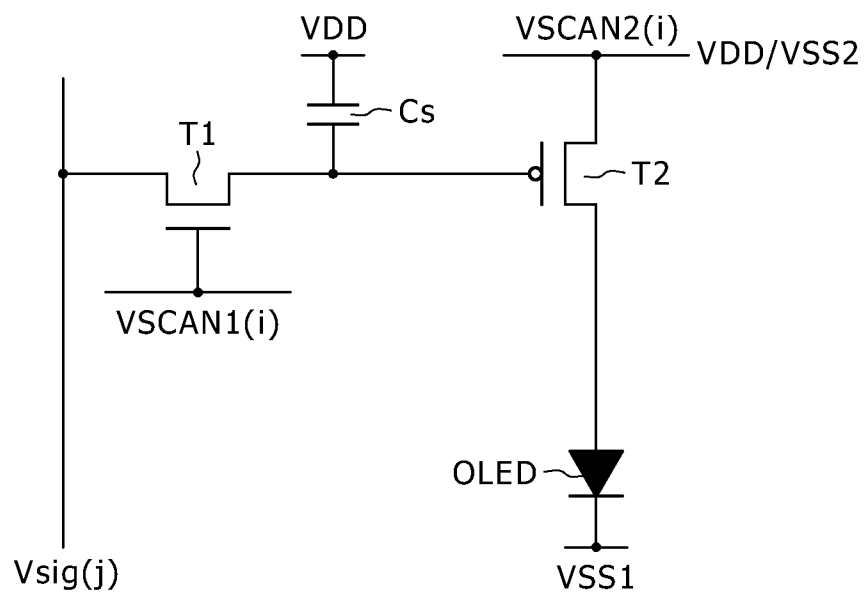 VDD
VSCAN2(i)
VDD/VSS2
Cs
T1
T2
VSCAN1(i)
OLED
Vsig(j)
VSS1